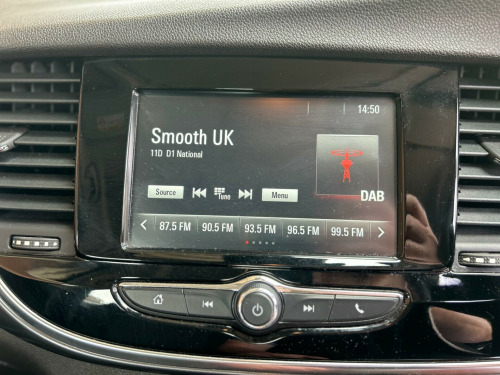 14:50
Smooth UK
11D D1 National
DAB
Source Tune Menu
87.5 FM 90.5 FM 93.5 FM 96.5 FM 99.5 FM